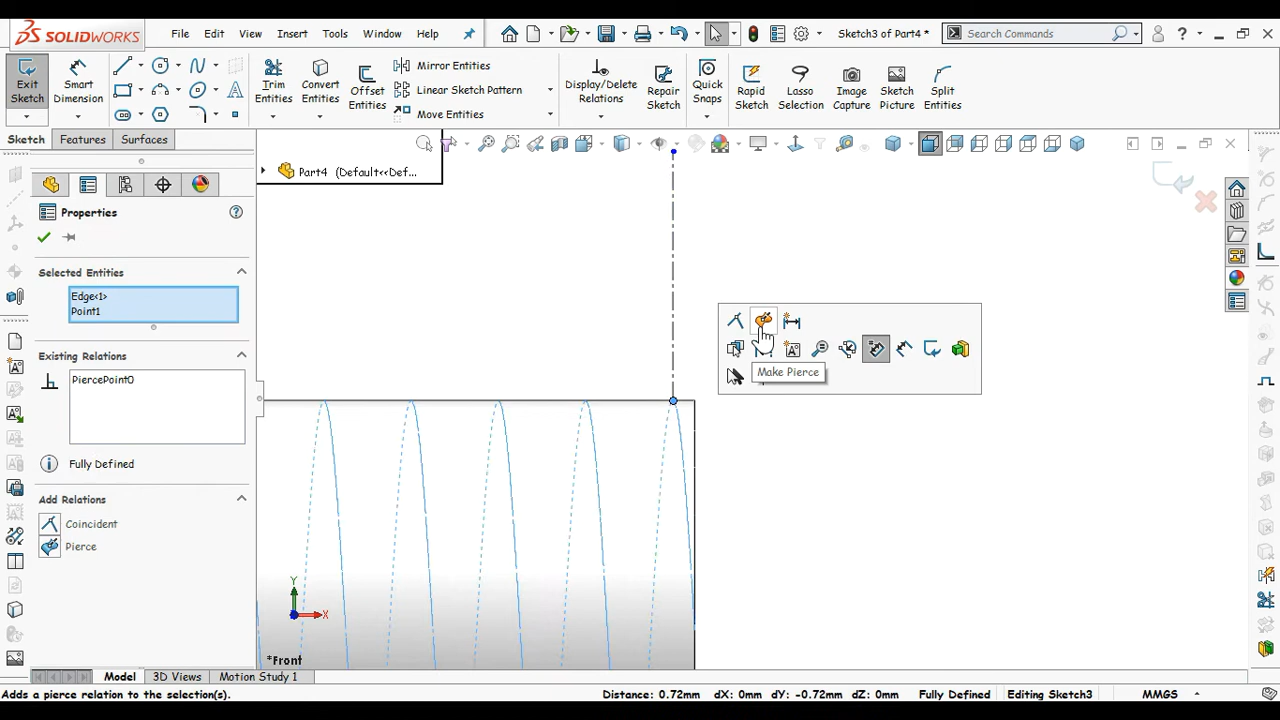 SOLIDWORKS File Edit View Insert Tools Window Help Sketch3 of Part4 * Search Commands ?
Exit Sketch
Smart Dimension
Trim Entities
Convert Entities
Offset Entities
Mirror Entities
Linear Sketch Pattern
Move Entities
Display/Delete Relations
Repair Sketch
Quick Snaps
Rapid Sketch
Lasso Selection
Image Capture
Sketch Picture
Split Entities
Sketch Features Surfaces
Part4 (Default<<Def...
Properties
Selected Entities
Edge<1>
Point1
Existing Relations
PiercePoint0
Fully Defined
Add Relations
Coincident
Pierce
Make Pierce
Y
X
*Front
Model 3D Views Motion Study 1
Adds a pierce relation to the selection(s). Distance: 0.72mm dX: 0mm dY: -0.72mm dZ: 0mm Fully Defined Editing Sketch3 MMGS